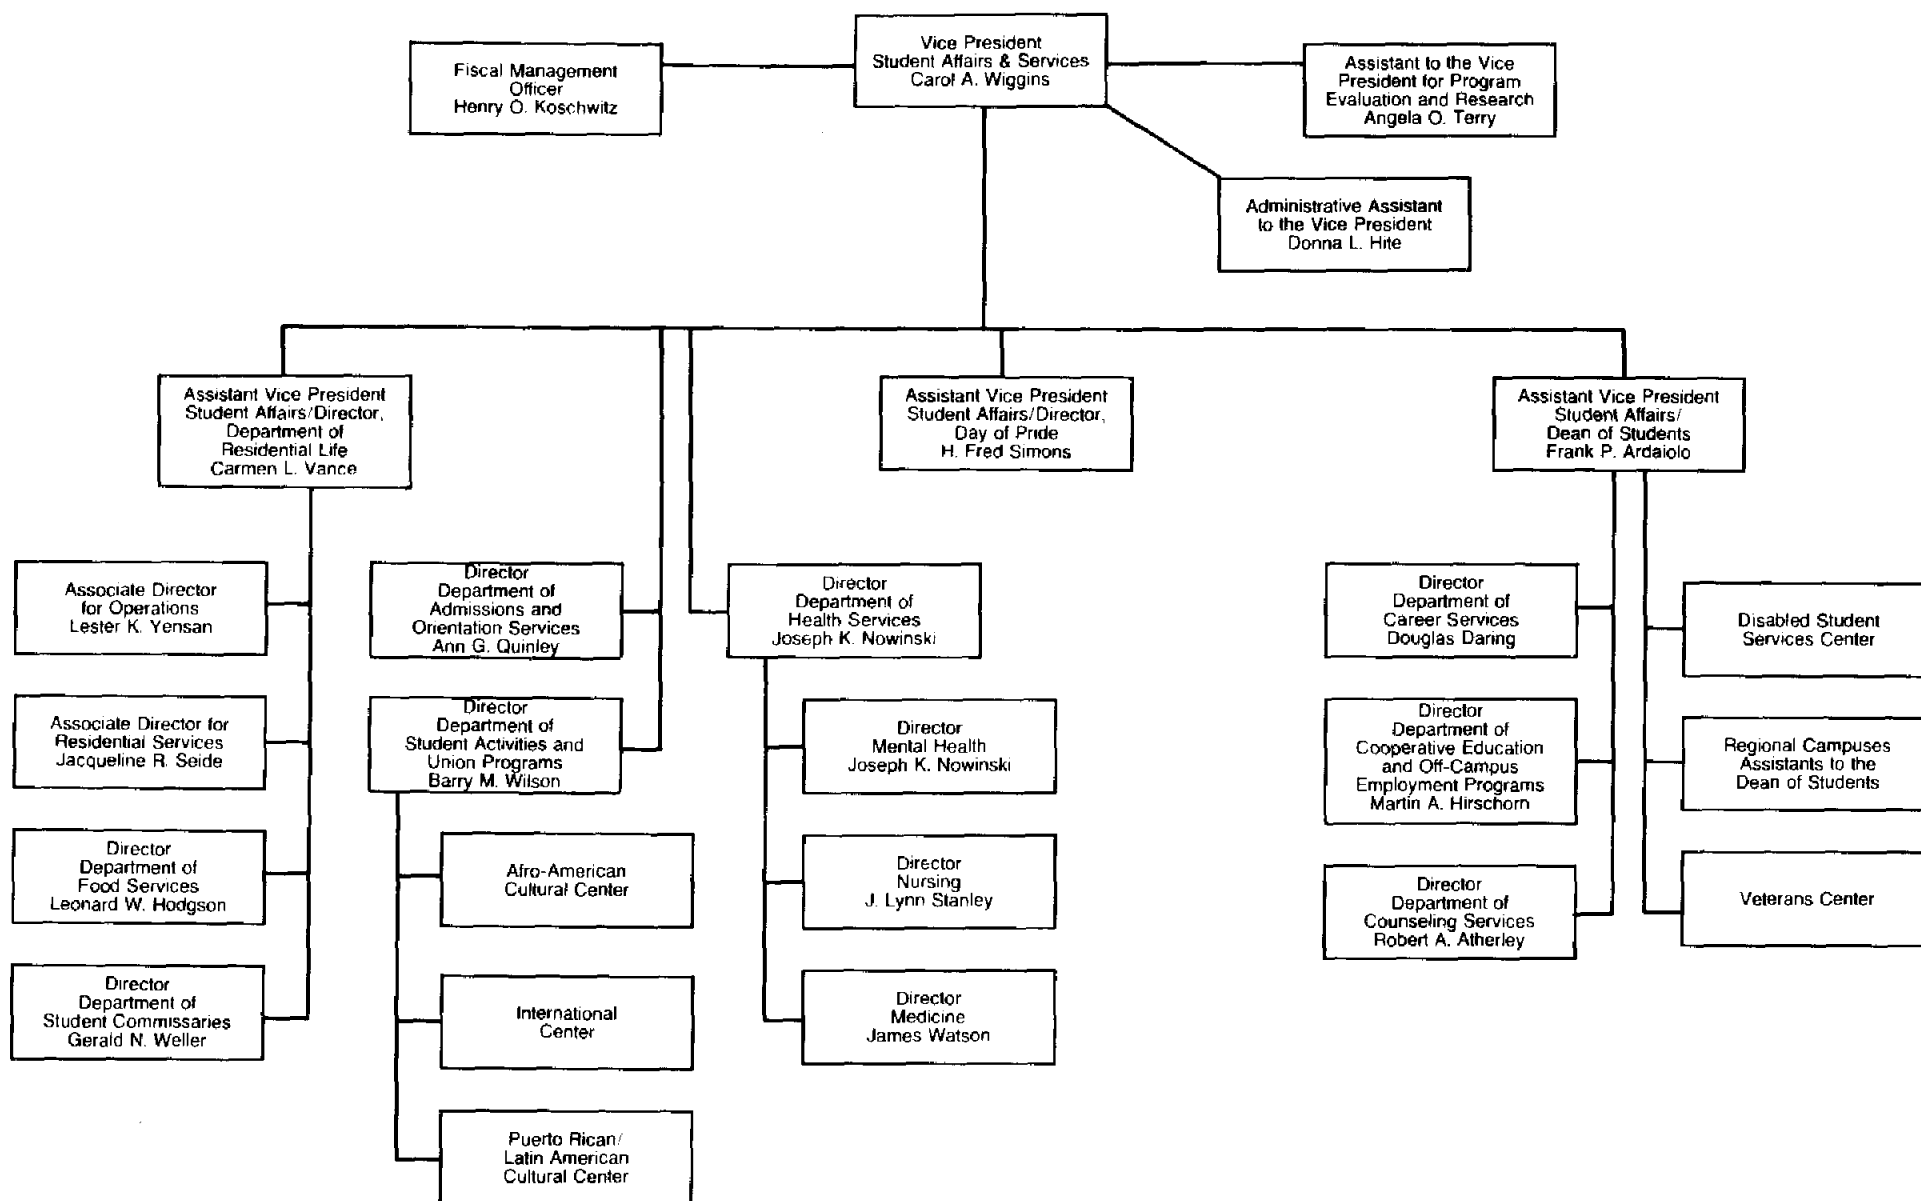 Vice President
Student Affairs & Services
Carol A. Wiggins
Fiscal Management
Officer
Henry O. Koschwitz
Assistant to the Vice
President for Program
Evaluation and Research
Angela O. Terry
Administrative Assistant
to the Vice President
Donna L. Hite
Assistant Vice President
Student Affairs/Director,
Department of
Residential Life
Carmen L. Vance
Assistant Vice President
Student Affairs/Director,
Day of Pride
H. Fred Simons
Assistant Vice President
Student Affairs/
Dean of Students
Frank P. Ardaiolo
Associate Director
for Operations
Lester K. Yensan
Associate Director for
Residential Services
Jacqueline R. Seide
Director
Department of
Food Services
Leonard W. Hodgson
Director
Department of
Student Commissaries
Gerald N. Weller
Director
Department of
Admissions and
Orientation Services
Ann G. Quinley
Director
Department of
Student Activities and
Union Programs
Barry M. Wilson
Afro-American
Cultural Center
International
Center
Puerto Rican/
Latin American
Cultural Center
Director
Department of
Health Services
Joseph K. Nowinski
Director
Mental Health
Joseph K. Nowinski
Director
Nursing
J. Lynn Stanley
Director
Medicine
James Watson
Director
Department of
Career Services
Douglas Daring
Director
Department of
Cooperative Education
and Off-Campus
Employment Programs
Martin A. Hirschorn
Director
Department of
Counseling Services
Robert A. Atherley
Disabled Student
Services Center
Regional Campuses
Assistants to the
Dean of Students
Veterans Center